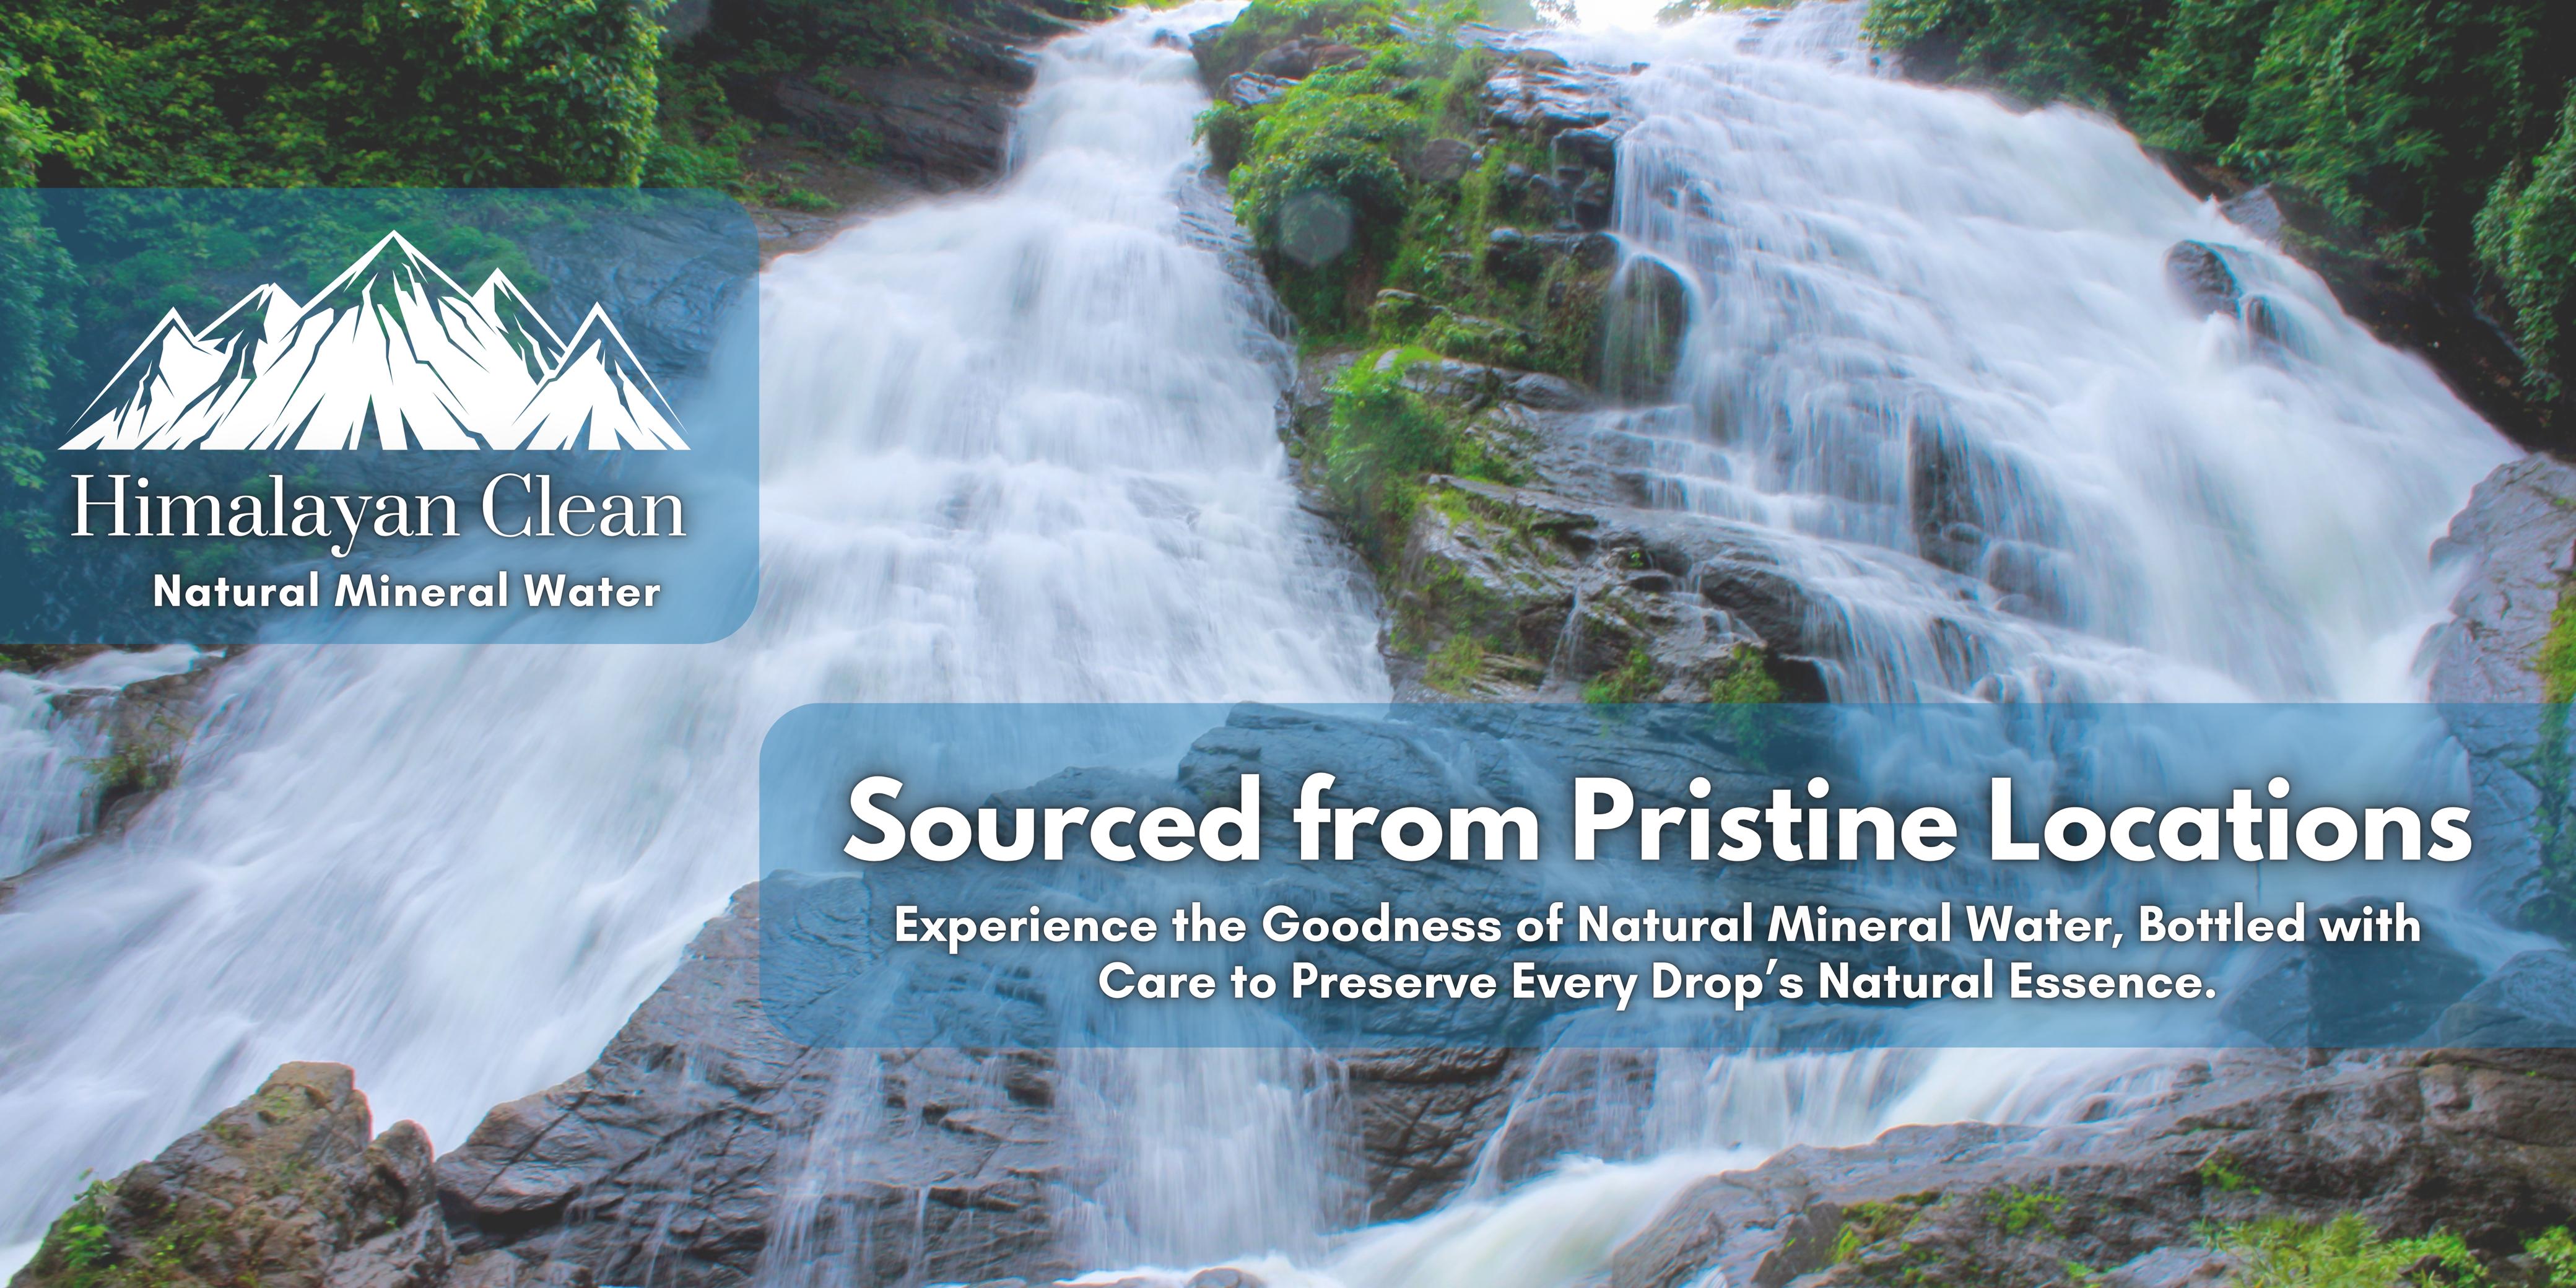 Himalayan Clean
Natural Mineral Water
Sourced from Pristine Locations
Experience the Goodness of Natural Mineral Water, Bottled with
Care to Preserve Every Drop’s Natural Essence.